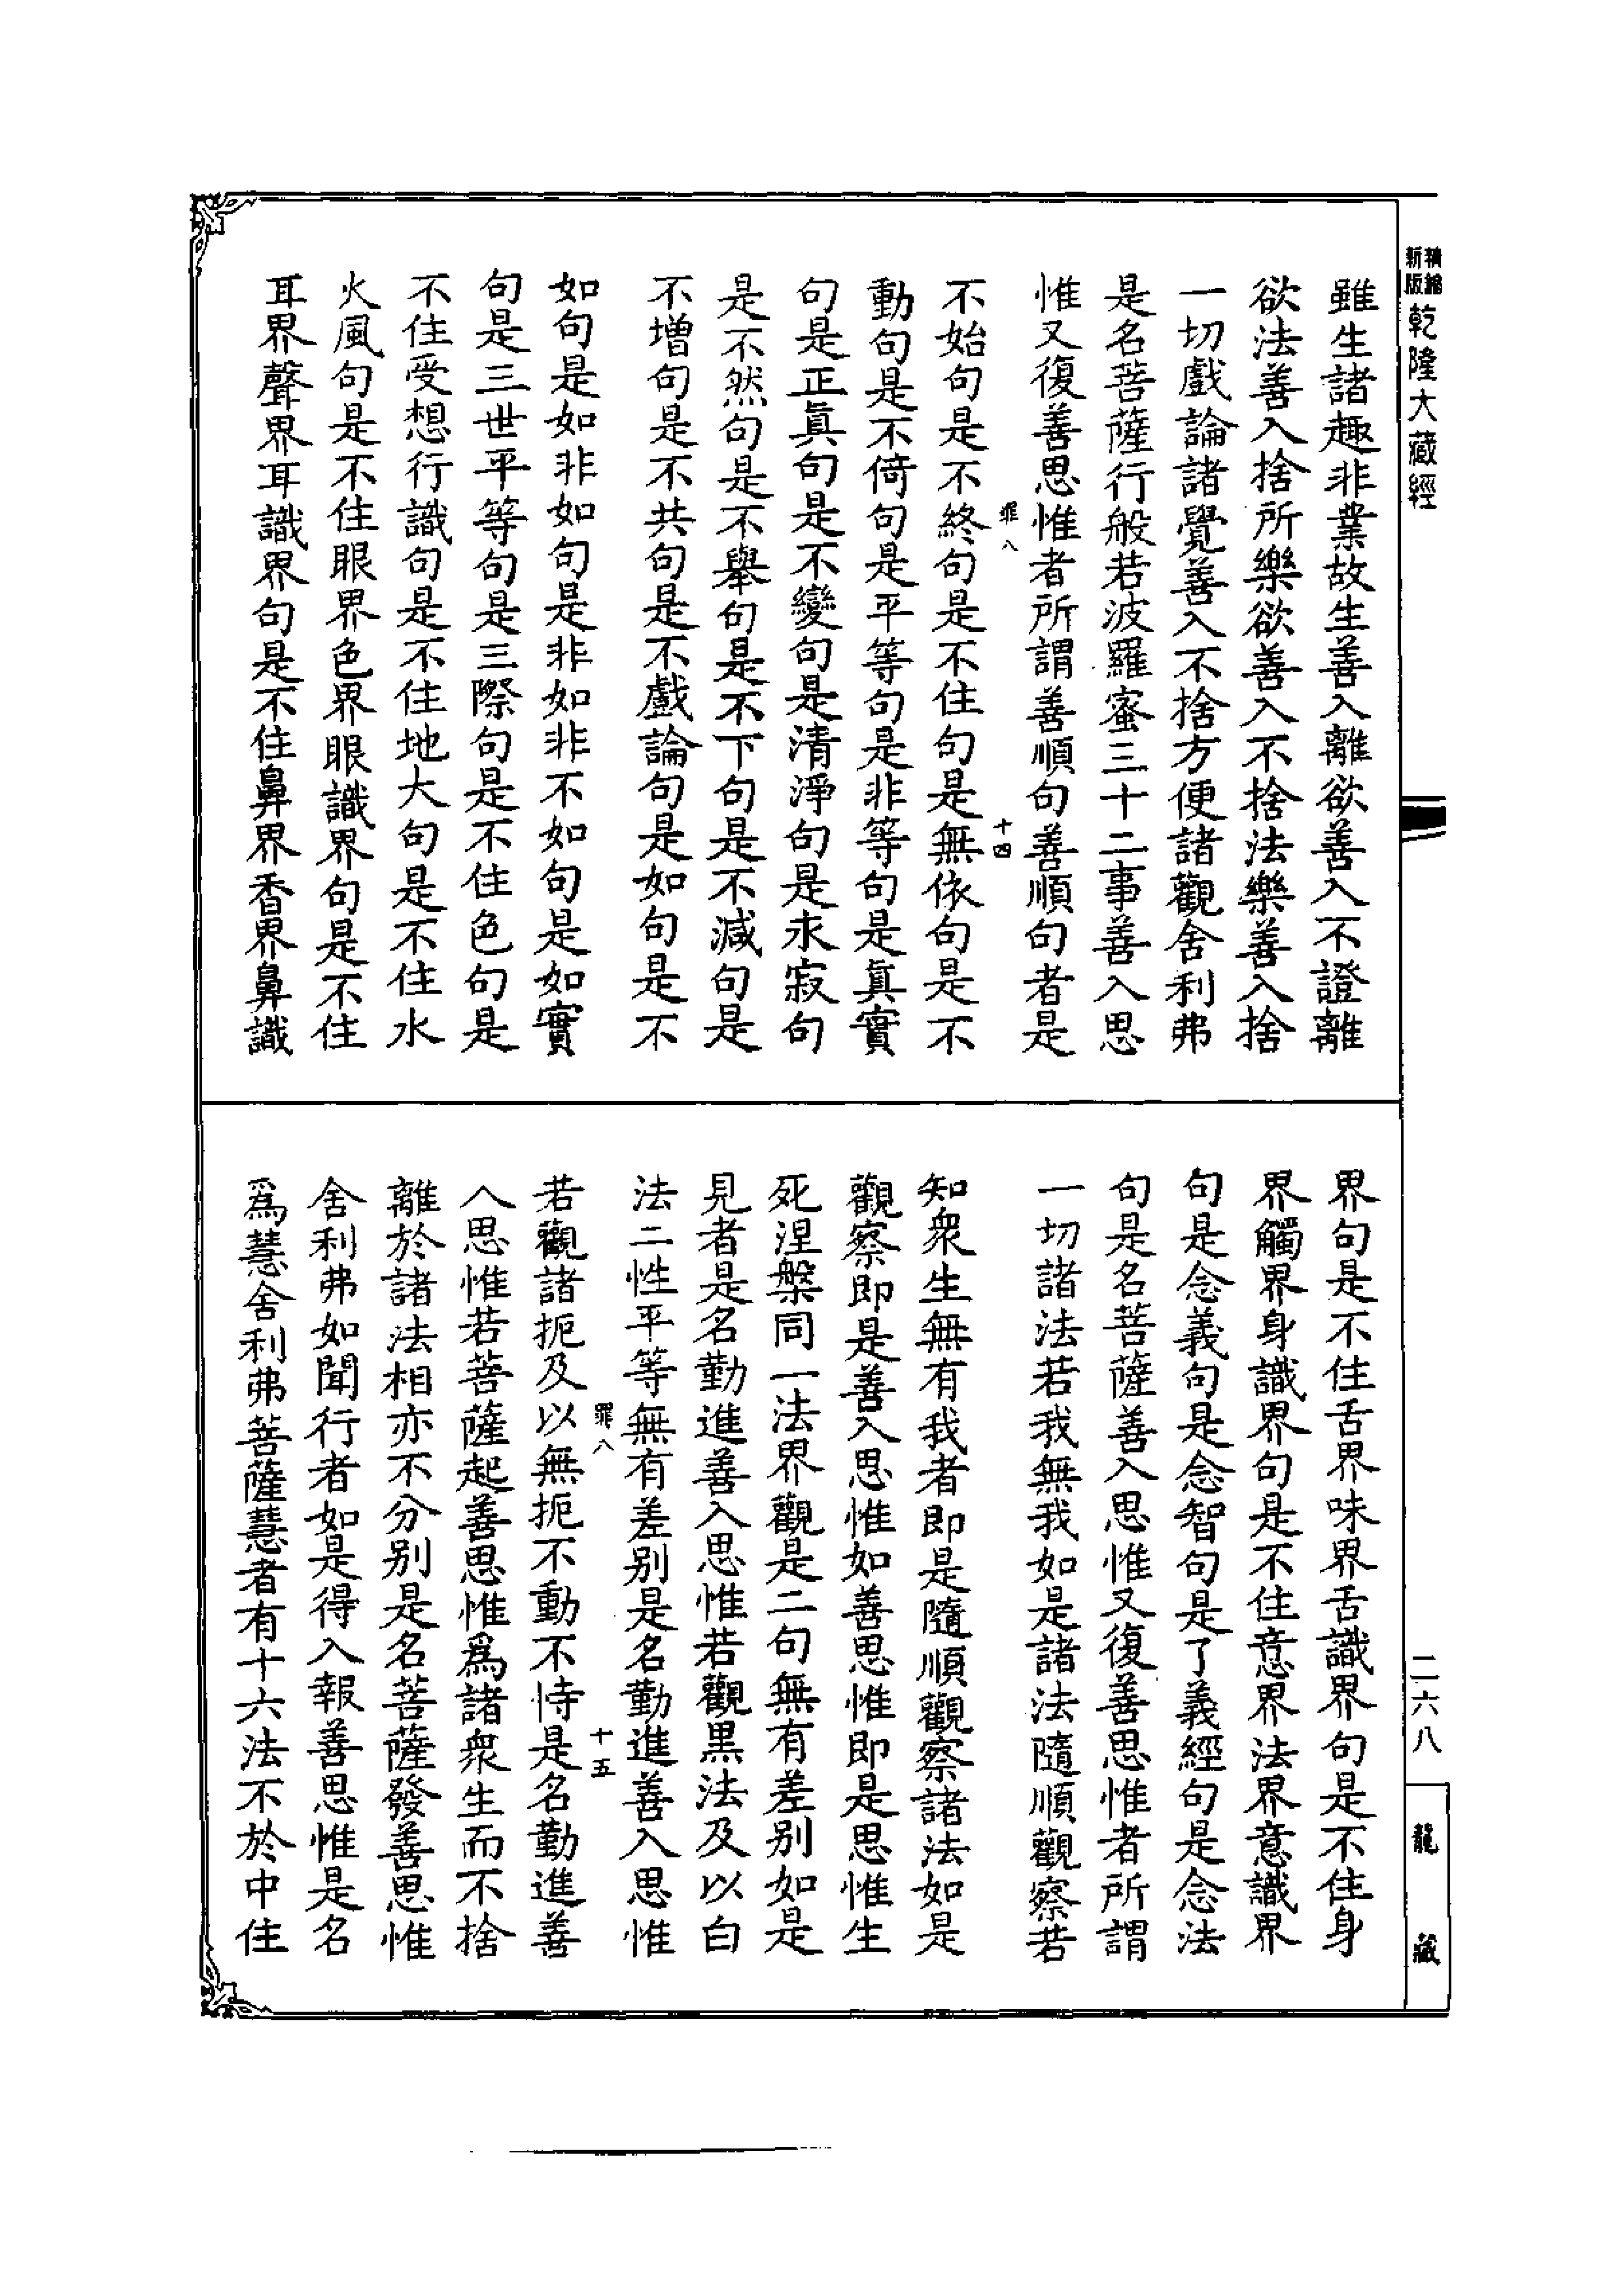 精縮新版乾隆大藏經
雖生諸趣非業故生善入離欲善入不證離
欲法善入捨所樂欲善入不捨法樂善入捨
一切戲論諸覺善入不捨方便諸觀舍利弗
是名菩薩行般若波羅蜜三十二事善入思
惟又復善思惟者所謂善順句善順句者是
罪八 十四
不始句是不終句是不住句是無依句是不
動句是不倚句是平等句是非等句是真實
句是正真句是不變句是清淨句是永寂句
是不然句是不舉句是不下句是不減句是
不增句是不共句是不戲論句是如句是不
如句是如非如句是非如非不如句是如實
句是三世平等句是三際句是不住色句是
不住受想行識句是不住地大句是不住水
火風句是不住眼界色界眼識界句是不住
耳界聲界耳識界句是不住鼻界香界鼻識
界句是不住舌界味界舌識界句是不住身
界觸界身識界句是不住意界法界意識界
句是念義句是念智句是了義經句是念法
句是名菩薩善入思惟又復善思惟者所謂
一切諸法若我無我如是諸法隨順觀察若
知衆生無有我者即是隨順觀察諸法如是
觀察即是善入思惟如善思惟即是思惟生
死涅槃同一法界觀是二句無有差別如是
見者是名勤進善入思惟若觀黑法及以白
法二性平等無有差別是名勤進善入思惟
罪八 十五
若觀諸扼及以無扼不動不恃是名勤進善
入思惟若菩薩起善思惟爲諸衆生而不捨
離於諸法相亦不分別是名菩薩發善思惟
舍利弗如聞行者如是得入報善思惟是名
爲慧舍利弗菩薩慧者有十六法不於中住
二六八
龍藏